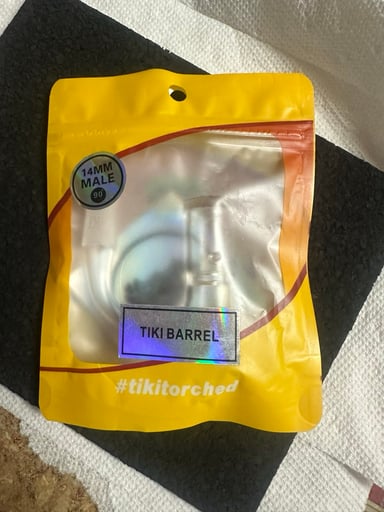 14MM
MALE
90
TIKI BARREL
#tikitorched